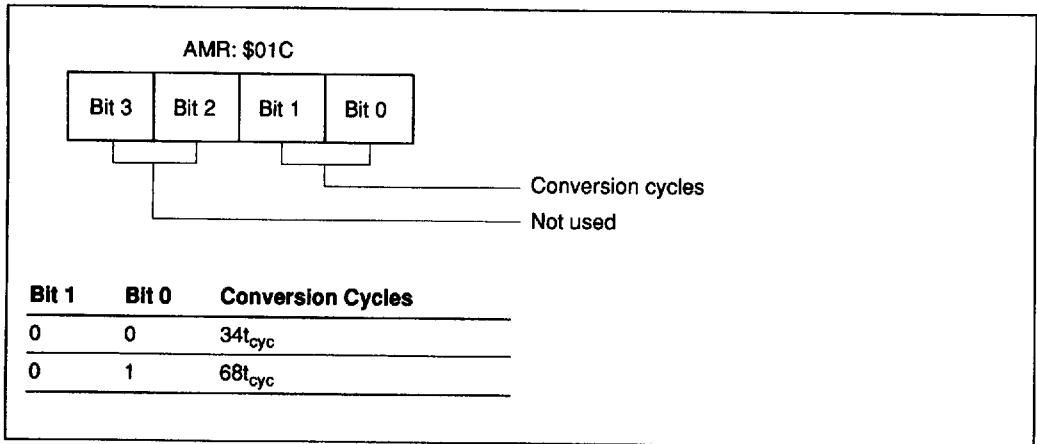 AMR: $01C
Bit 3 Bit 2 Bit 1 Bit 0
Conversion cycles
Not used
Bit 1 Bit 0 Conversion Cycles
0 0 34tcyc
0 1 68tcyc